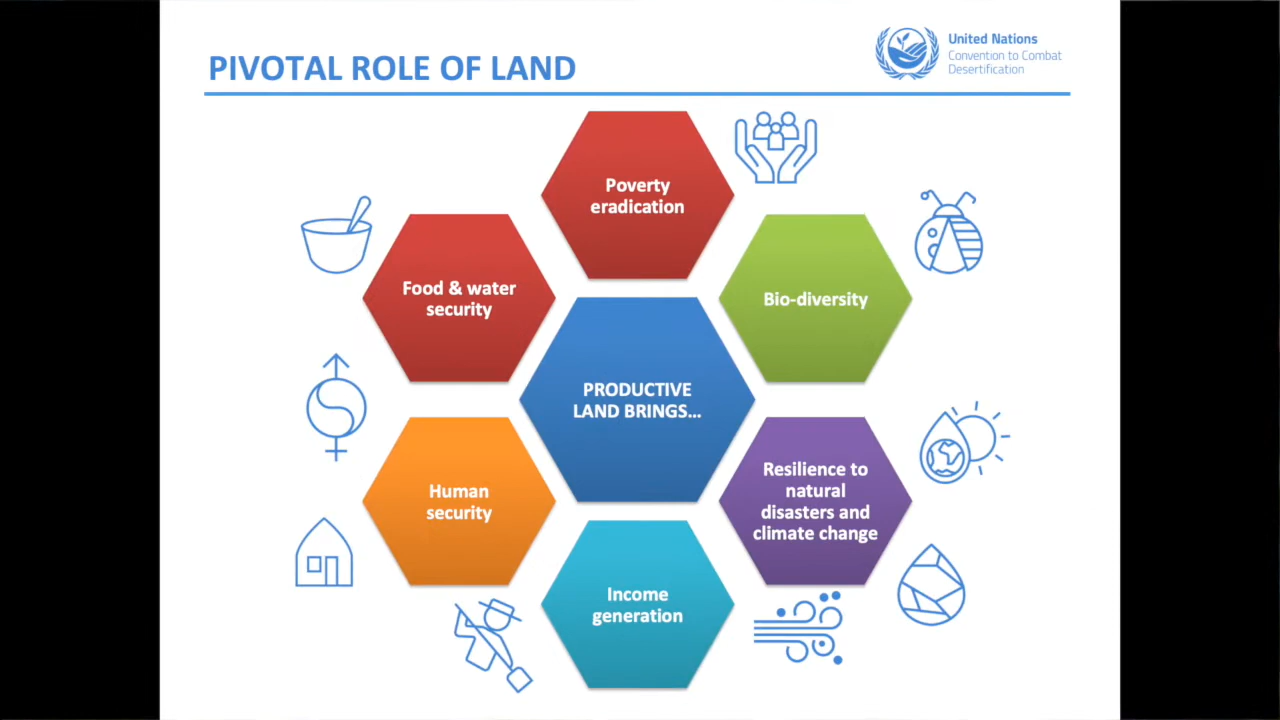 PIVOTAL ROLE OF LAND
United Nations
Convention to Combat
Desertification
Poverty
eradication
Food & water
security
Bio-diversity
PRODUCTIVE
LAND BRINGS...
Human
security
Resilience to
natural
disasters and
climate change
Income
generation